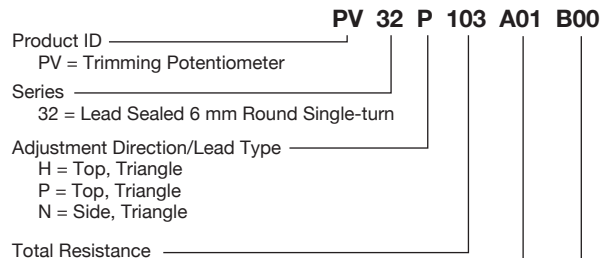 PV 32 P 103 A01 B00
Product ID
PV = Trimming Potentiometer
Series
32 = Lead Sealed 6 mm Round Single-turn
Adjustment Direction/Lead Type
H = Top, Triangle
P = Top, Triangle
N = Side, Triangle
Total Resistance